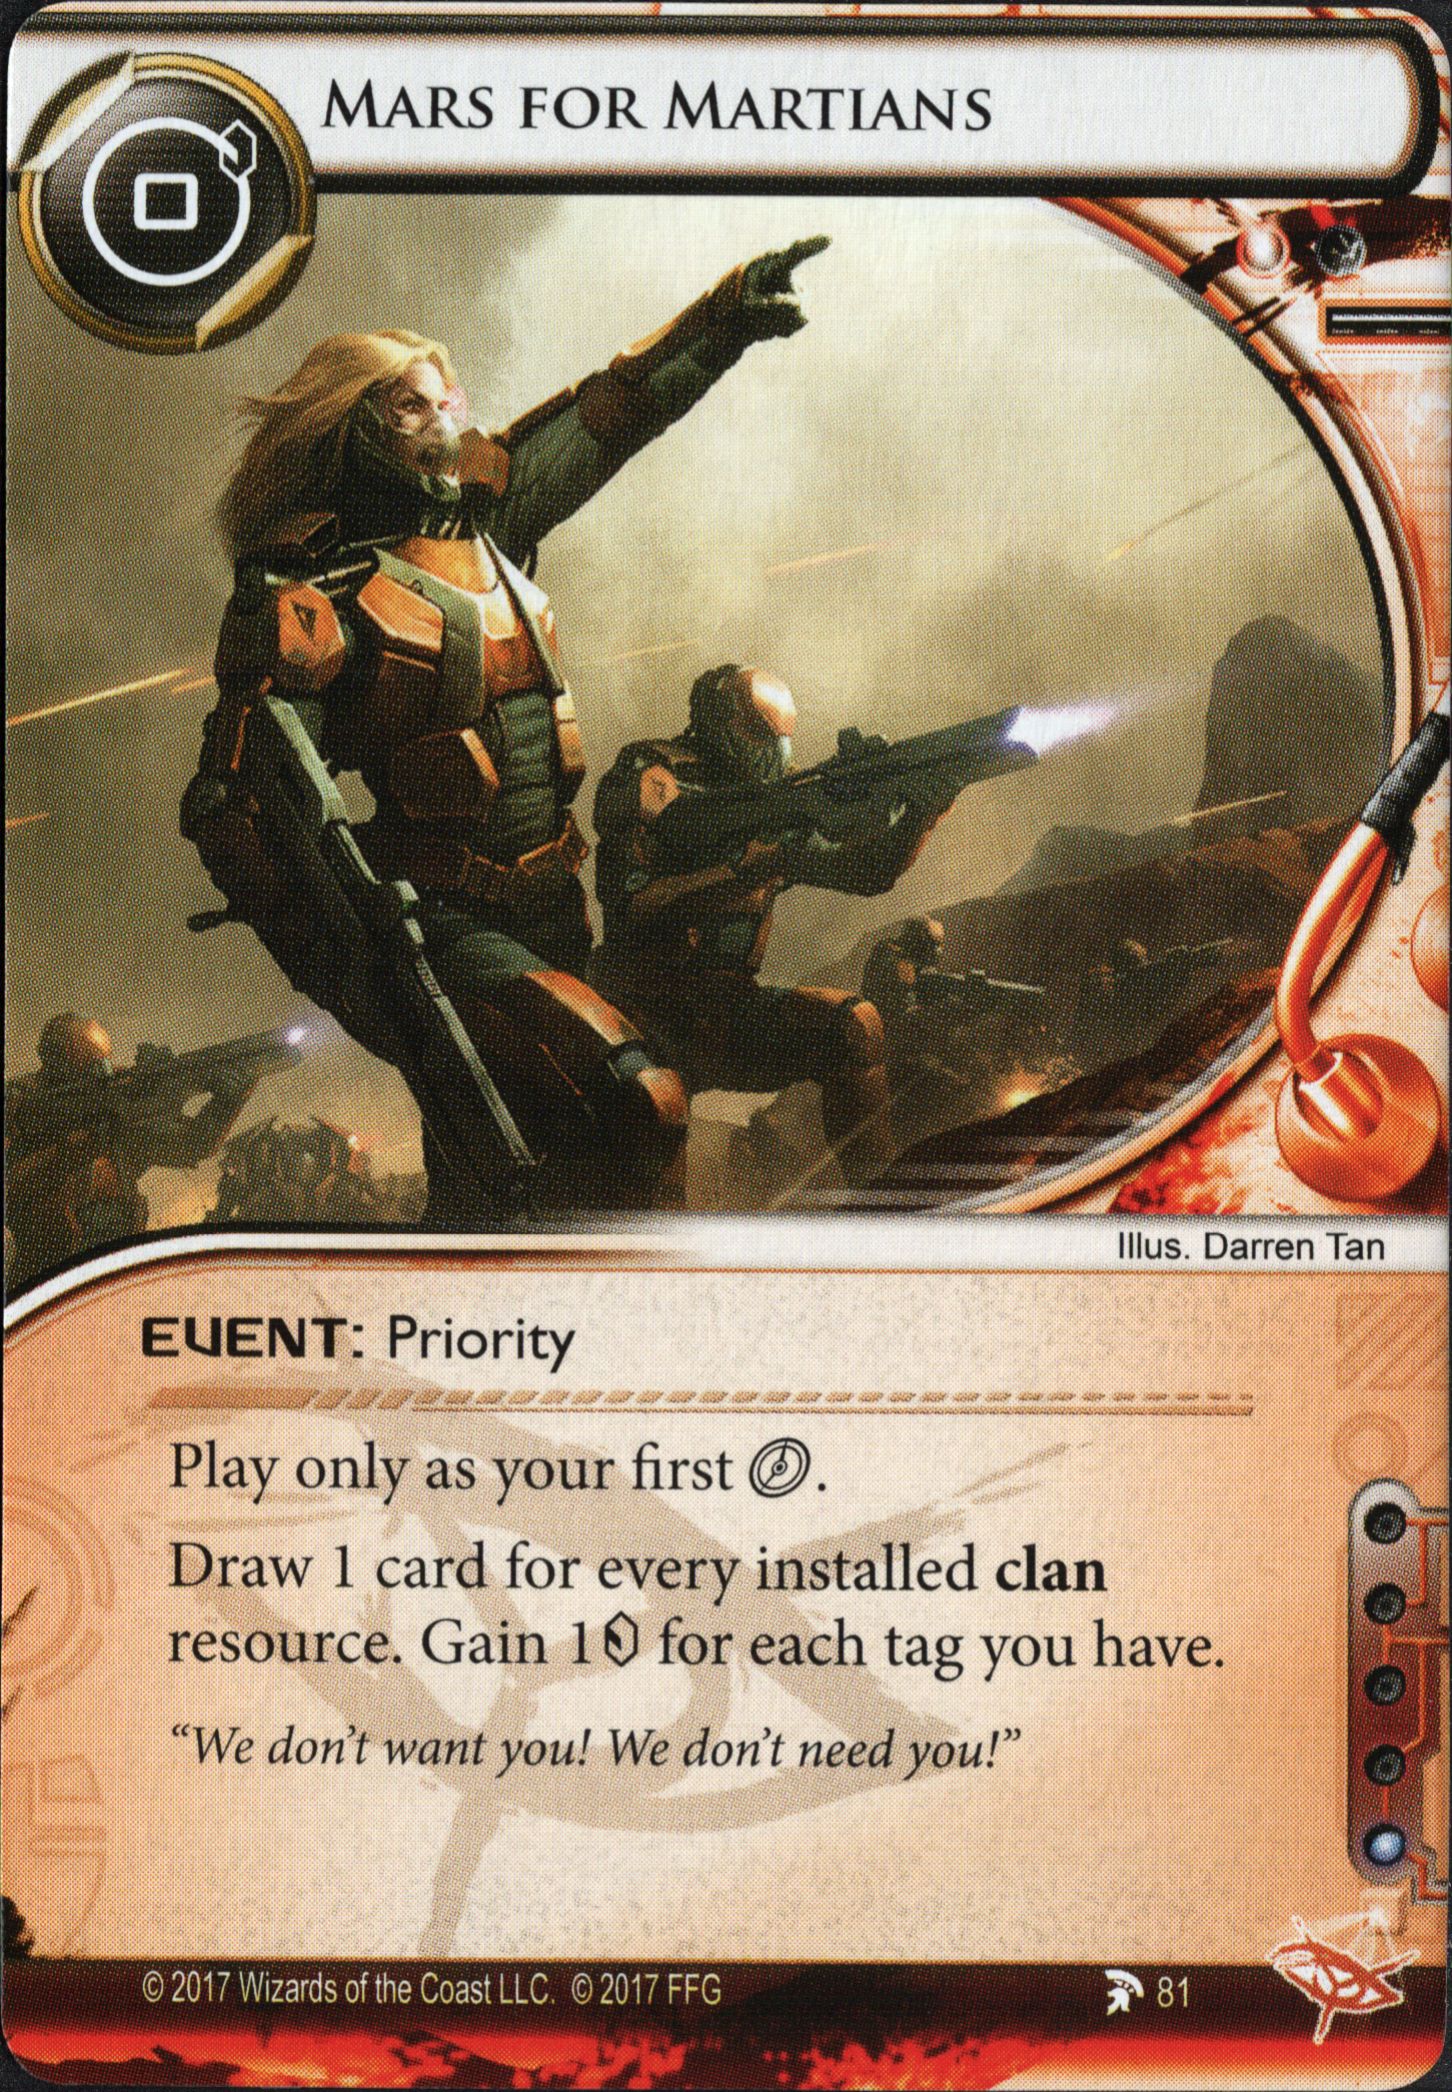 0
MARS FOR MARTIANS
Illus. Darren Tan
EVENT: Priority
Play only as your first .
Draw 1 card for every installed clan
resource. Gain 1 for each tag you have.
“We don’t want you! We don’t need you!”
© 2017 Wizards of the Coast LLC. © 2017 FFG
81